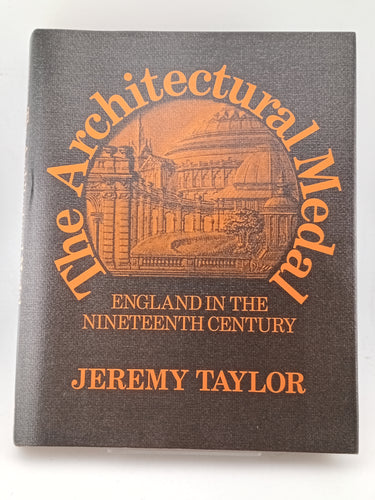 The Architectural Medal
ENGLAND IN THE
NINETEENTH CENTURY
JEREMY TAYLOR